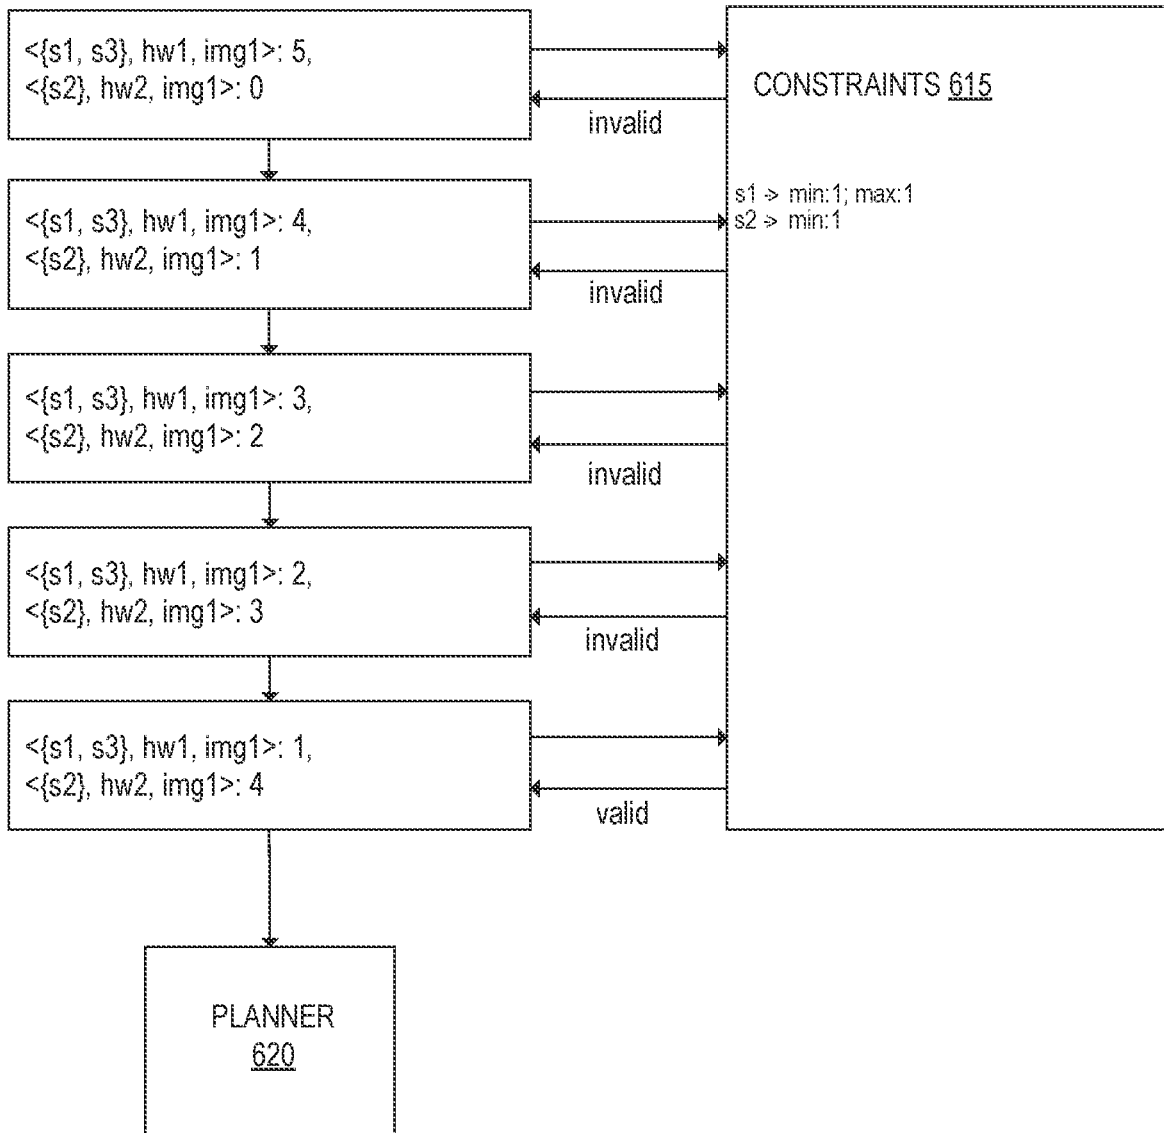 <{s1, s3}, hw1, img1>: 5,
<{s2}, hw2, img1>: 0
invalid
CONSTRAINTS 615
<{s1, s3}, hw1, img1>: 4,
<{s2}, hw2, img1>: 1
invalid
s1 -> min:1; max:1
s2 -> min:1
<{s1, s3}, hw1, img1>: 3,
<{s2}, hw2, img1>: 2
invalid
<{s1, s3}, hw1, img1>: 2,
<{s2}, hw2, img1>: 3
invalid
<{s1, s3}, hw1, img1>: 1,
<{s2}, hw2, img1>: 4
valid
PLANNER
620